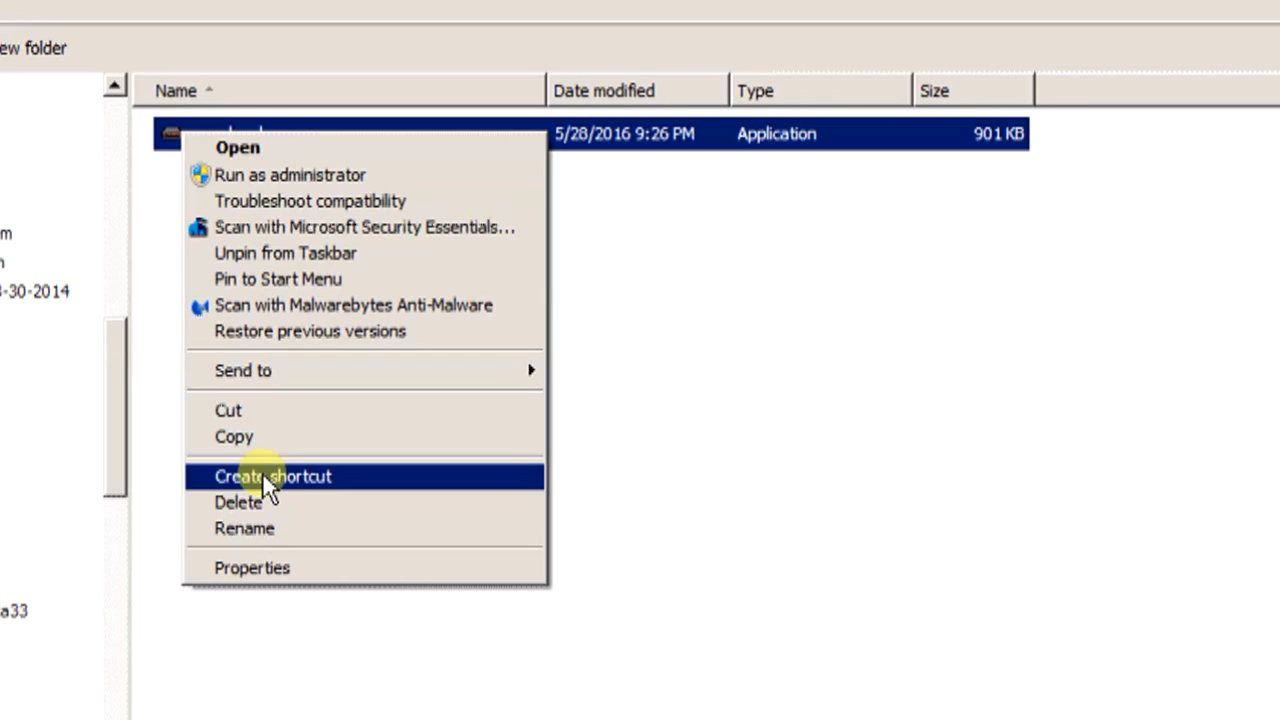 ew folder
Name
Date modified
Type
Size
5/28/2016 9:26 PM
Application
901 KB
Open
Run as administrator
Troubleshoot compatibility
Scan with Microsoft Security Essentials...
Unpin from Taskbar
Pin to Start Menu
Scan with Malwarebytes Anti-Malware
Restore previous versions
Send to
Cut
Copy
Create shortcut
Delete
Rename
Properties
m
-30-2014
a33